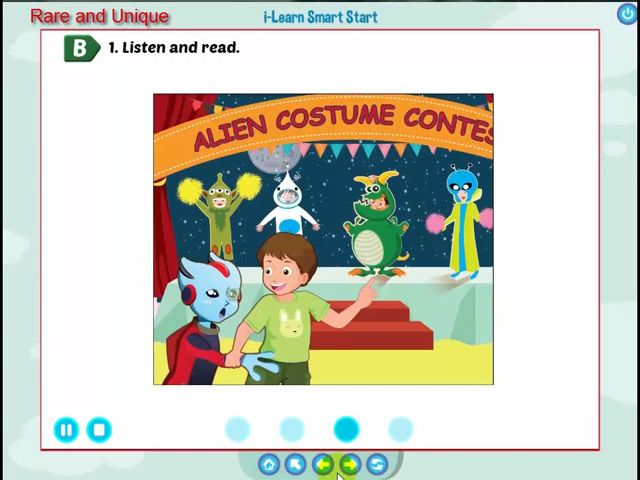 Rare and Unique
i-Learn Smart Start
B 1. Listen and read.
ALIEN COSTUME CONTES